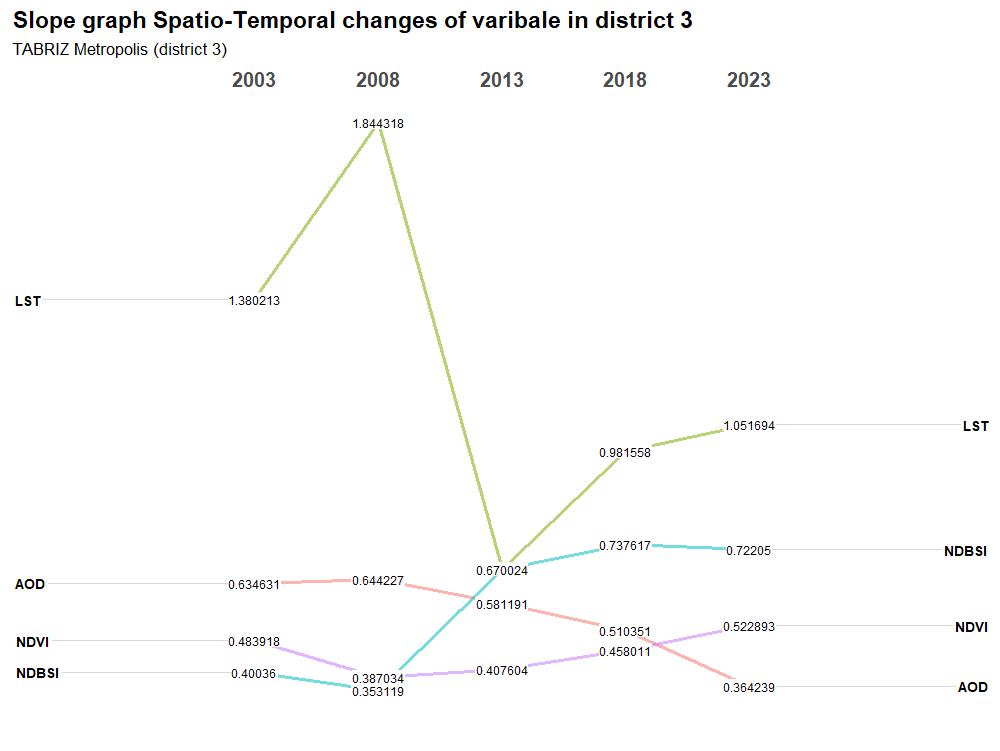 Slope graph Spatio-Temporal changes of varibale in district 3
TABRIZ Metropolis (district 3)
2003 2008 2013 2018 2023
1.844318
LST 1.380213
1.051694 LST
0.981558
0.737617
0.72205 NDBSI
0.670024
AOD 0.634631 0.644227
0.581191
0.510351
0.522893 NDVI
NDVI 0.483918
0.458011
NDBSI 0.40036
0.407604
0.387034
0.364239 AOD
0.353119